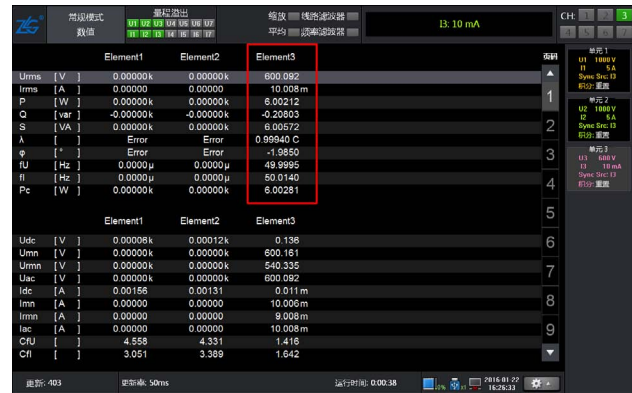 ZLG 常规模式 量程溢出 缩放 线路滤波器 I3: 10 mA CH: 1 2 3
数值 U1 U2 U3 U4 U5 U6 U7 平均 频率滤波器 4 5 6 7
I1 I2 I3 I4 I5 I6 I7
Element1 Element2 Element3 页码
Urms [ V ] 0.00000k 0.00000k 600.092
Irms [ A ] 0.00000 0.00000 10.008m
P [ W ] 0.00000k 0.00000k 6.00212
Q [ var ] -0.00000k -0.00000k -0.20803
S [ VA ] 0.00000k 0.00000k 6.00572
λ [ ] Error Error 0.99940 C
φ [ ° ] Error Error -1.9850
fU [ Hz ] 0.0000μ 0.0000μ 49.9995
fI [ Hz ] 0.0000μ 0.0000μ 50.0140
Pc [ W ] 0.00000k 0.00000k 6.00281
Element1 Element2 Element3
Udc [ V ] 0.00006k 0.00012k 0.136
Umn [ V ] 0.00000k 0.00000k 600.161
Urmn [ V ] 0.00000k 0.00000k 540.335
Uac [ V ] 0.00000k 0.00000k 600.092
Idc [ A ] 0.00156 0.00131 0.011m
Imn [ A ] 0.00000 0.00000 10.006m
Irmn [ A ] 0.00000 0.00000 9.008m
Iac [ A ] 0.00000 0.00000 10.008m
CfU [ ] 4.558 4.331 1.416
CfI [ ] 3.051 3.389 1.642
1
2
3
4
5
6
7
8
9
单元 1
U1 1000 V
I1 5 A
Sync Src: I3
积分: 重置
单元 2
U2 1000 V
I2 5 A
Sync Src: I3
积分: 重置
单元 3
U3 600 V
I3 10 mA
Sync Src: I3
积分: 重置
更新: 403 更新率: 50ms 运行时间: 0:00:38 2016-01-22
16:26:33